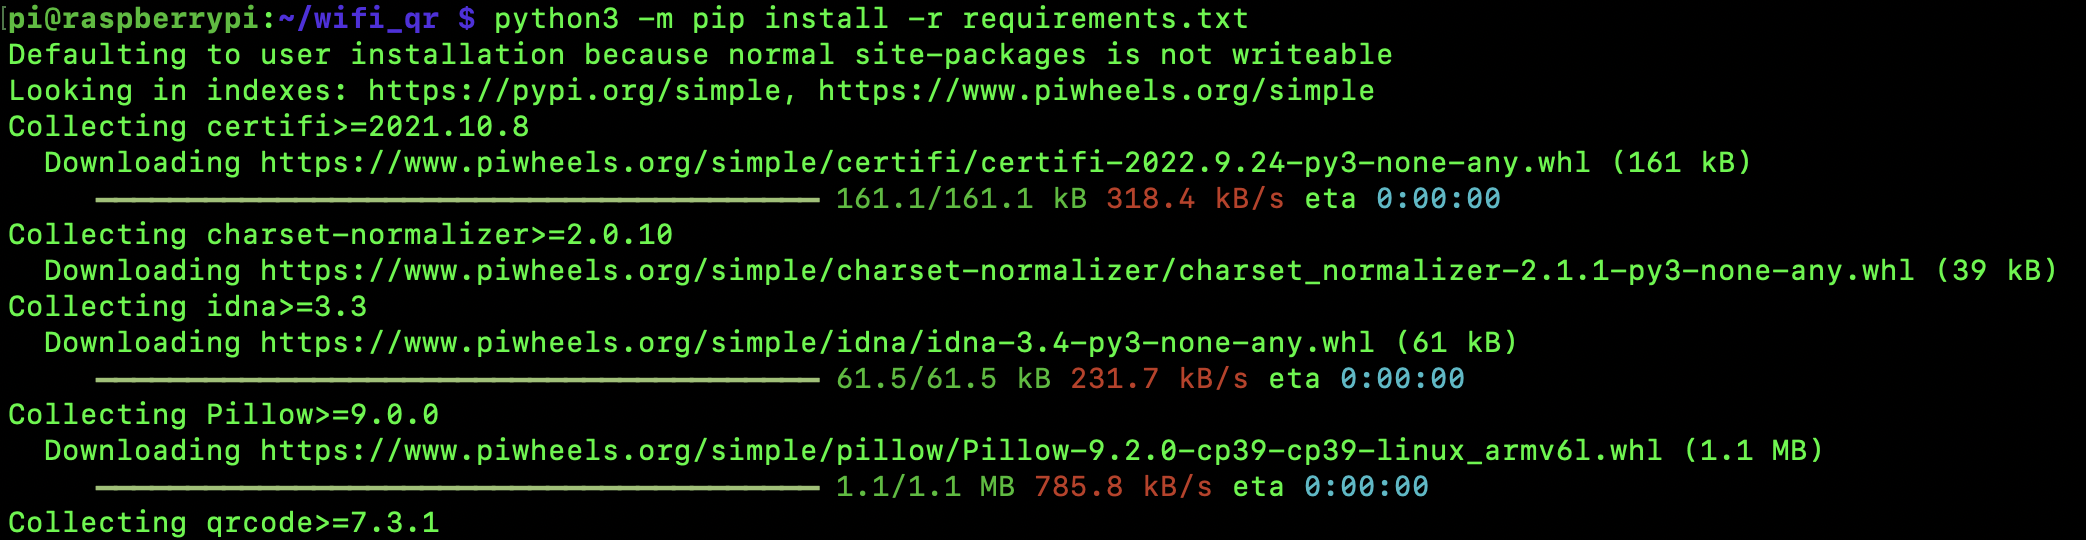 pi@raspberrypi:~/wifi_qr $ python3 -m pip install -r requirements.txt
Defaulting to user installation because normal site-packages is not writeable
Looking in indexes: https://pypi.org/simple, https://www.piwheels.org/simple
Collecting certifi>=2021.10.8
Downloading https://www.piwheels.org/simple/certifi/certifi-2022.9.24-py3-none-any.whl (161 kB)
161.1/161.1 kB 318.4 kB/s eta 0:00:00
Collecting charset-normalizer>=2.0.10
Downloading https://www.piwheels.org/simple/charset-normalizer/charset_normalizer-2.1.1-py3-none-any.whl (39 kB)
Collecting idna>=3.3
Downloading https://www.piwheels.org/simple/idna/idna-3.4-py3-none-any.whl (61 kB)
61.5/61.5 kB 231.7 kB/s eta 0:00:00
Collecting Pillow>=9.0.0
Downloading https://www.piwheels.org/simple/pillow/Pillow-9.2.0-cp39-cp39-linux_armv6l.whl (1.1 MB)
1.1/1.1 MB 785.8 kB/s eta 0:00:00
Collecting qrcode>=7.3.1